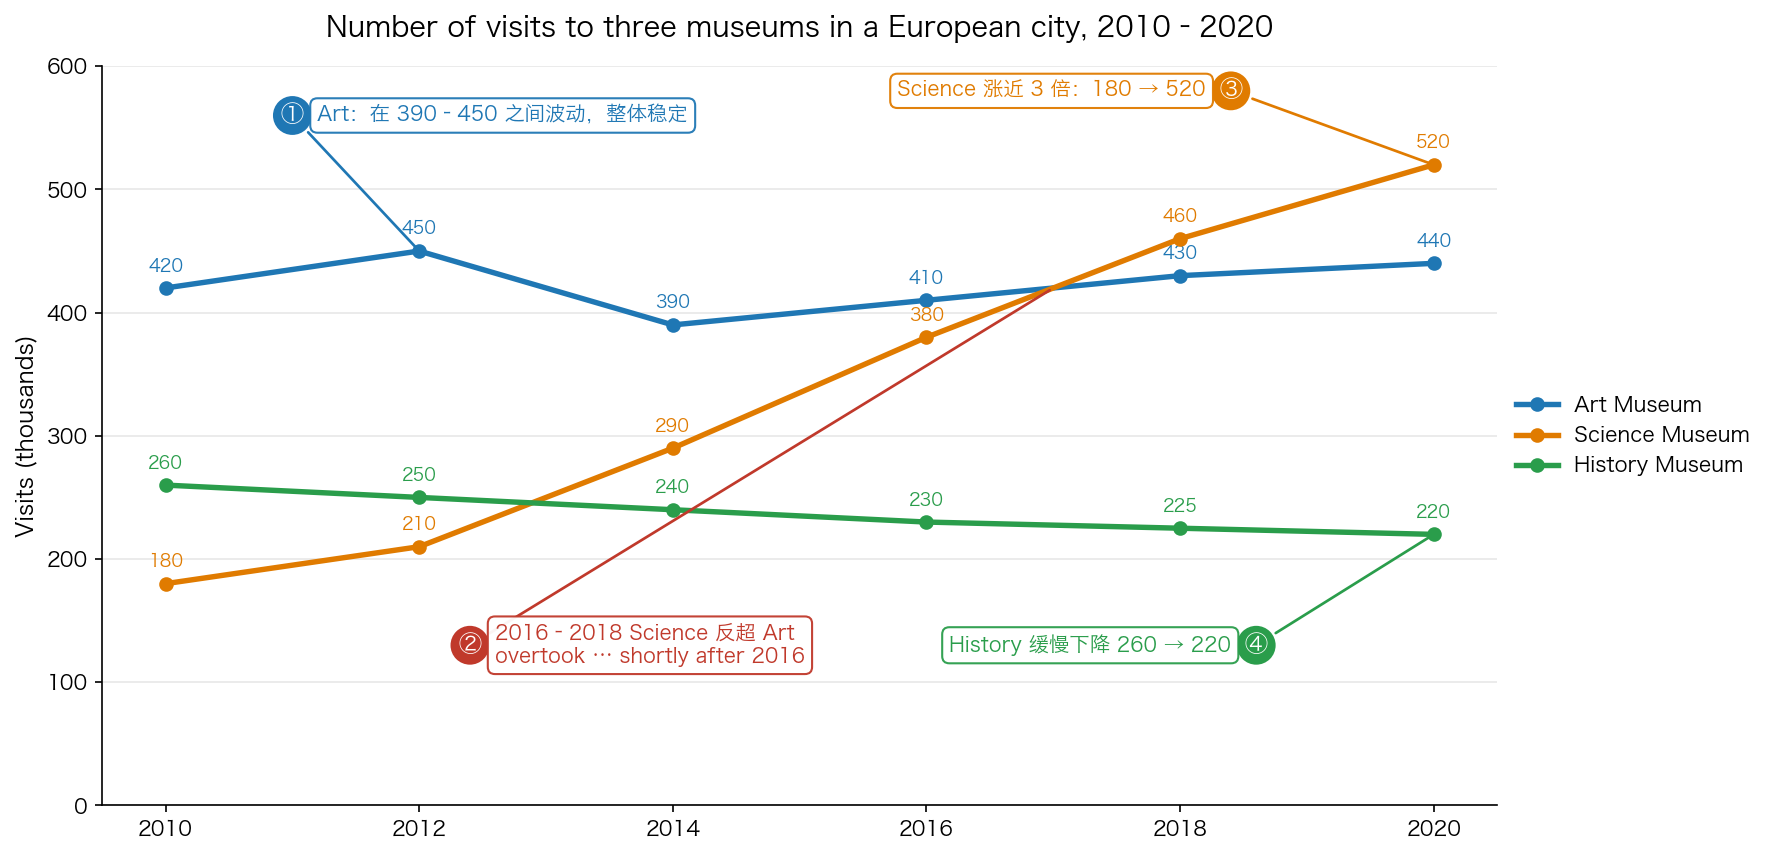 Number of visits to three museums in a European city, 2010 - 2020
Visits (thousands)
600
500
400
300
200
100
0
① Art：在 390 - 450 之间波动，整体稳定
Science 涨近 3 倍：180 → 520 ③
520
420
450
390
410
460
430
440
380
290
260
250
240
230
225
220
180
210
② 2016 - 2018 Science 反超 Art
overtook ⋯ shortly after 2016
History 缓慢下降 260 → 220 ④
2010 2012 2014 2016 2018 2020
Art Museum
Science Museum
History Museum